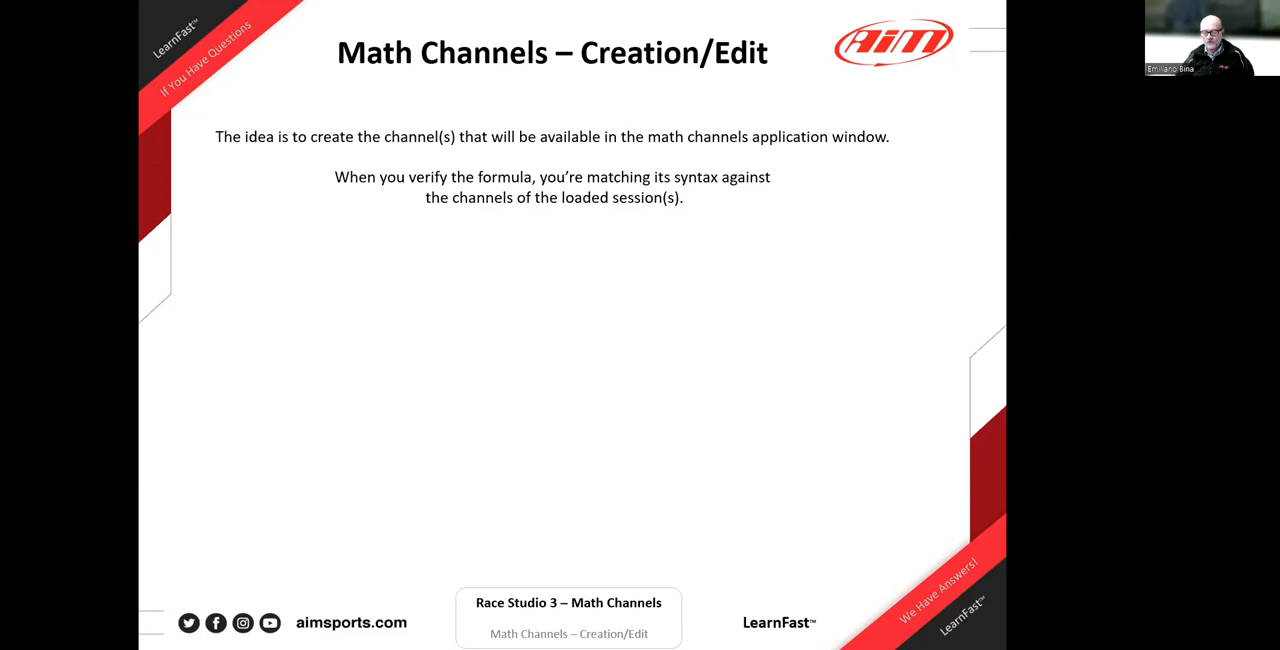 LearnFast™
If You Have Questions
Math Channels – Creation/Edit
AiM
Emiliano Bina
The idea is to create the channel(s) that will be available in the math channels application window.
When you verify the formula, you’re matching its syntax against
the channels of the loaded session(s).
We Have Answers!
LearnFast™
aimsports.com
Race Studio 3 – Math Channels
Math Channels – Creation/Edit
LearnFast™